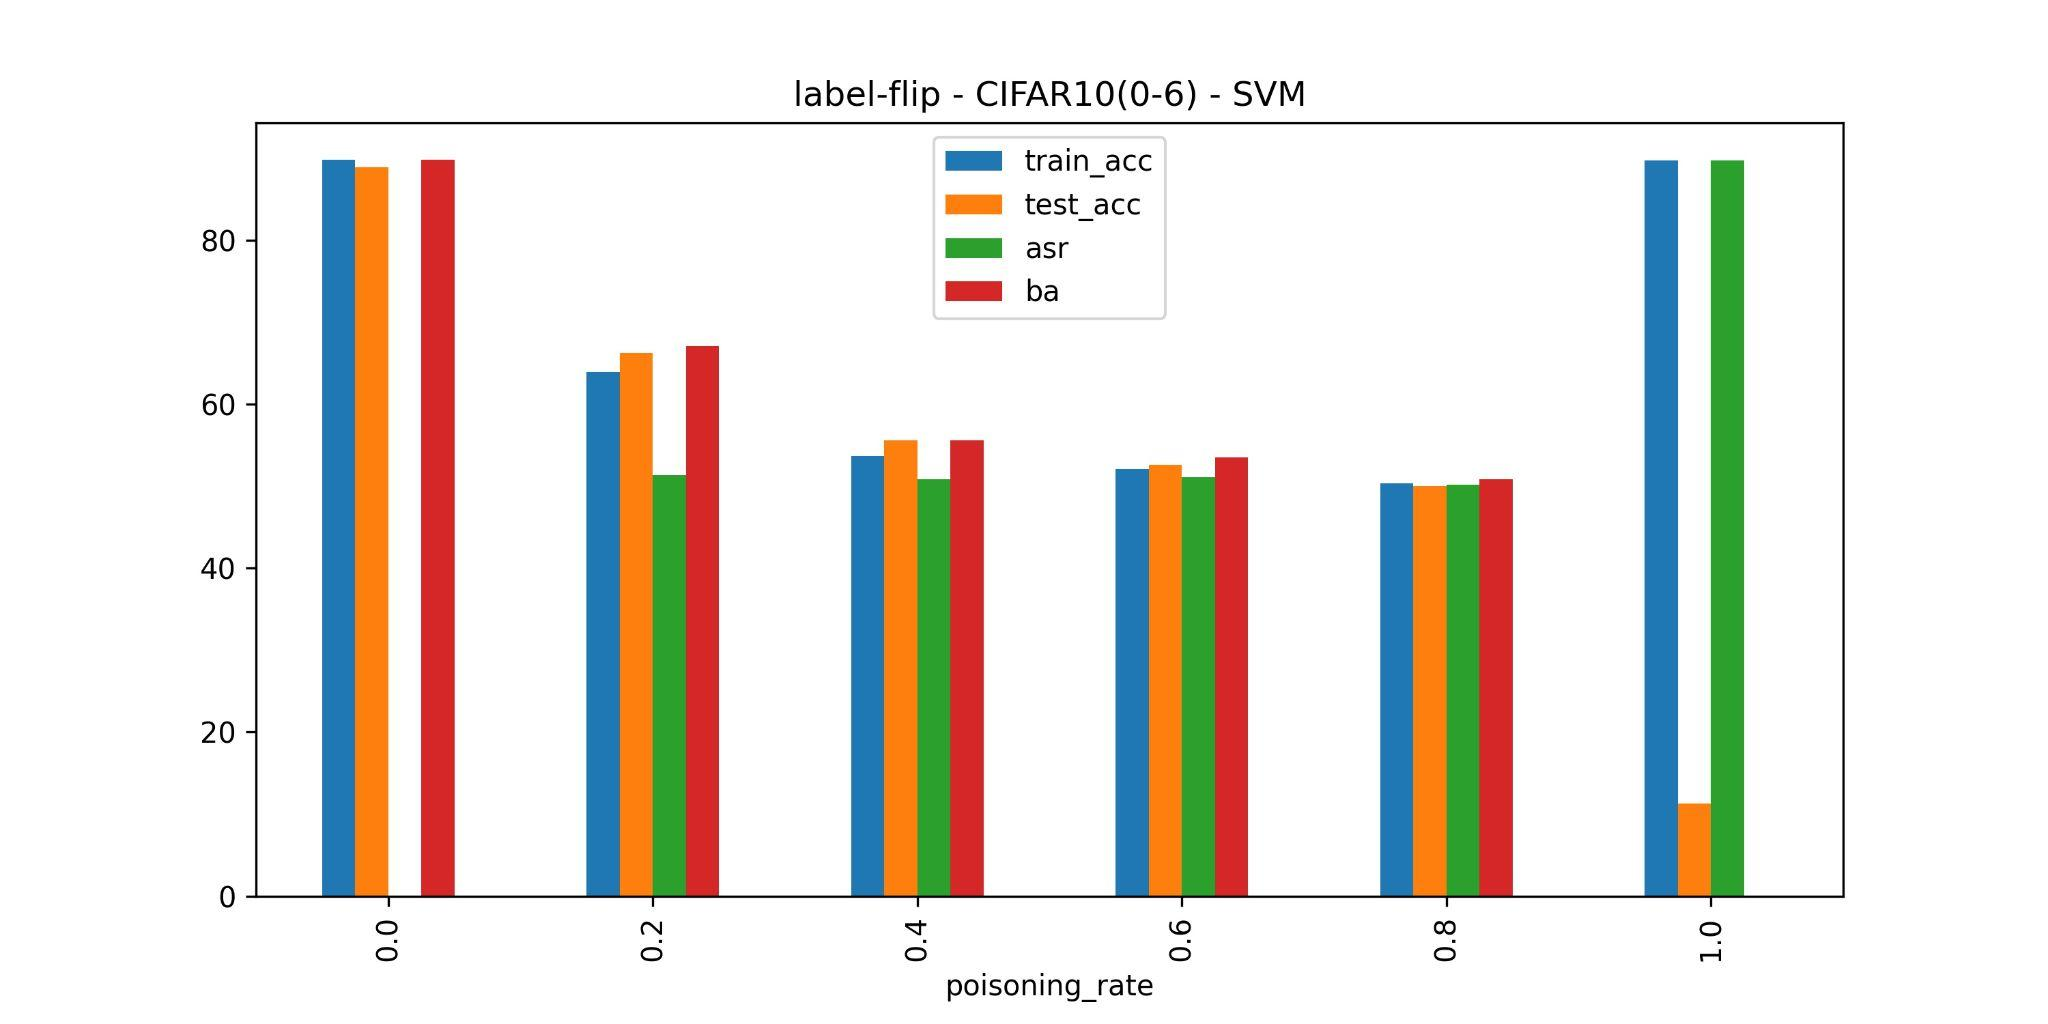 label-flip - CIFAR10(0-6) - SVM
train_acc
test_acc
asr
ba
80
60
40
20
0
0.0
0.2
0.4
0.6
0.8
1.0
poisoning_rate